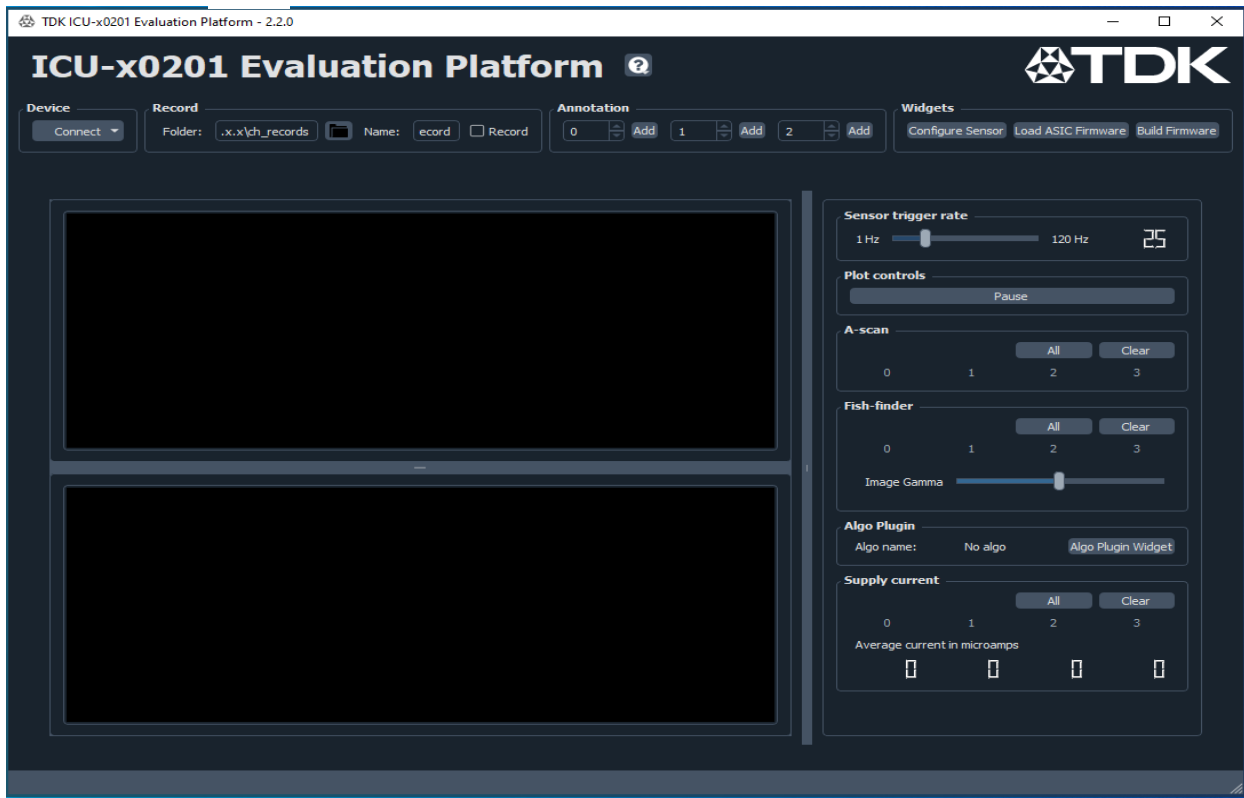 TDK ICU-x0201 Evaluation Platform - 2.2.0
ICU-x0201 Evaluation Platform ?
TDK
Device
Connect
Record
Folder: .x.x\ch_records Name: ecord Record
Annotation
0 Add 1 Add 2 Add
Widgets
Configure Sensor Load ASIC Firmware Build Firmware
Sensor trigger rate
1 Hz 120 Hz 25
Plot controls
Pause
A-scan
All Clear
0 1 2 3
Fish-finder
All Clear
0 1 2 3
Image Gamma
Algo Plugin
Algo name: No algo Algo Plugin Widget
Supply current
All Clear
0 1 2 3
Average current in microamps
0 0 0 0